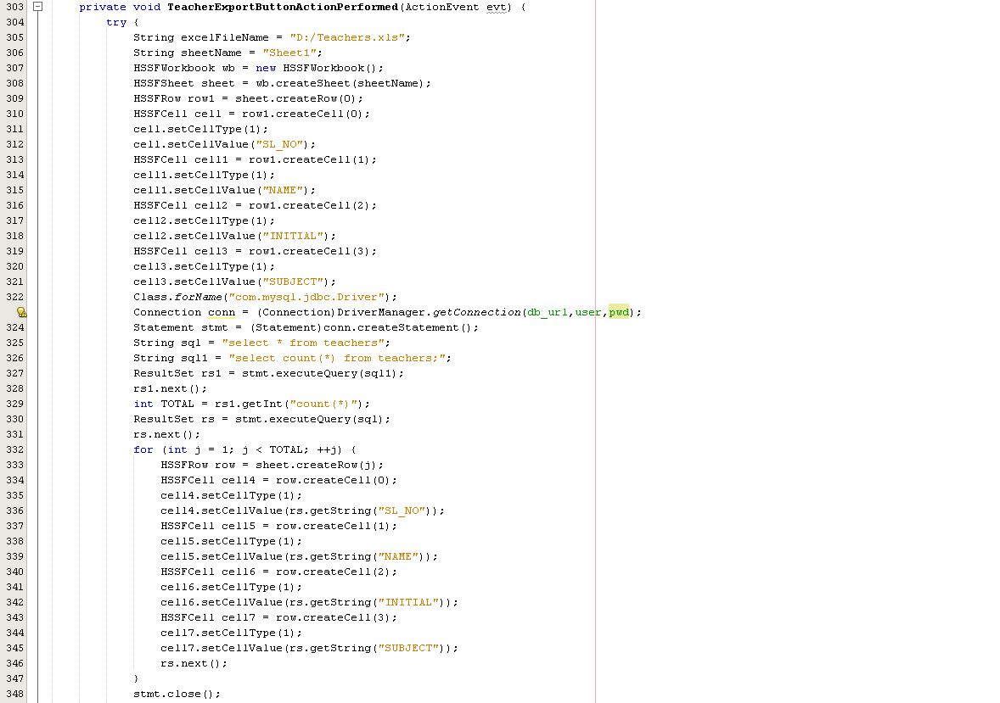 303 private void TeacherExportButtonActionPerformed(ActionEvent evt) {
304 try {
305 String excelFileName = "D:/Teachers.xls";
306 String sheetName = "Sheet1";
307 HSSFWorkbook wb = new HSSFWorkbook();
308 HSSFSheet sheet = wb.createSheet(sheetName);
309 HSSFRow row1 = sheet.createRow(0);
310 HSSFCell cell = row1.createCell(0);
311 cell.setCellType(1);
312 cell.setCellValue("SL_NO");
313 HSSFCell cell1 = row1.createCell(1);
314 cell1.setCellType(1);
315 cell1.setCellValue("NAME");
316 HSSFCell cell2 = row1.createCell(2);
317 cell2.setCellType(1);
318 cell2.setCellValue("INITIAL");
319 HSSFCell cell3 = row1.createCell(3);
320 cell3.setCellType(1);
321 cell3.setCellValue("SUBJECT");
322 Class.forName("com.mysql.jdbc.Driver");
Connection conn = (Connection)DriverManager.getConnection(db_url,user,pwd);
324 Statement stmt = (Statement)conn.createStatement();
325 String sql = "select * from teachers";
326 String sql1 = "select count(*) from teachers;";
327 ResultSet rs1 = stmt.executeQuery(sql1);
328 rs1.next();
329 int TOTAL = rs1.getInt("count(*)");
330 ResultSet rs = stmt.executeQuery(sql);
331 rs.next();
332 for (int j = 1; j < TOTAL; ++j) {
333 HSSFRow row = sheet.createRow(j);
334 HSSFCell cell4 = row.createCell(0);
335 cell4.setCellType(1);
336 cell4.setCellValue(rs.getString("SL_NO"));
337 HSSFCell cell5 = row.createCell(1);
338 cell5.setCellType(1);
339 cell5.setCellValue(rs.getString("NAME"));
340 HSSFCell cell6 = row.createCell(2);
341 cell6.setCellType(1);
342 cell6.setCellValue(rs.getString("INITIAL"));
343 HSSFCell cell7 = row.createCell(3);
344 cell7.setCellType(1);
345 cell7.setCellValue(rs.getString("SUBJECT"));
346 rs.next();
347 }
348 stmt.close();